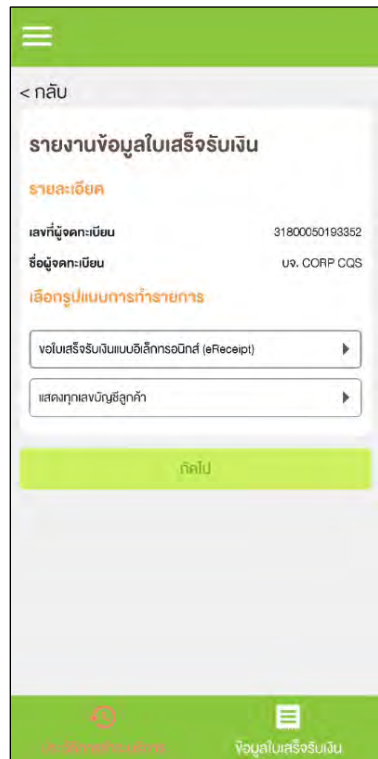 < กลับ
รายงานข้อมูลใบเสร็จรับเงิน
รายละเอียด
เลขที่ผู้จดทะเบียน 31800050193352
ชื่อผู้จดทะเบียน บจ. CORP CQS
เลือกรูปแบบการทำรายการ
ขอใบเสร็จรับเงินแบบอิเล็กทรอนิกส์ (eReceipt)
แสดงทุกเลขบัญชีลูกค้า
ถัดไป
ข้อมูลใบเสร็จรับเงิน